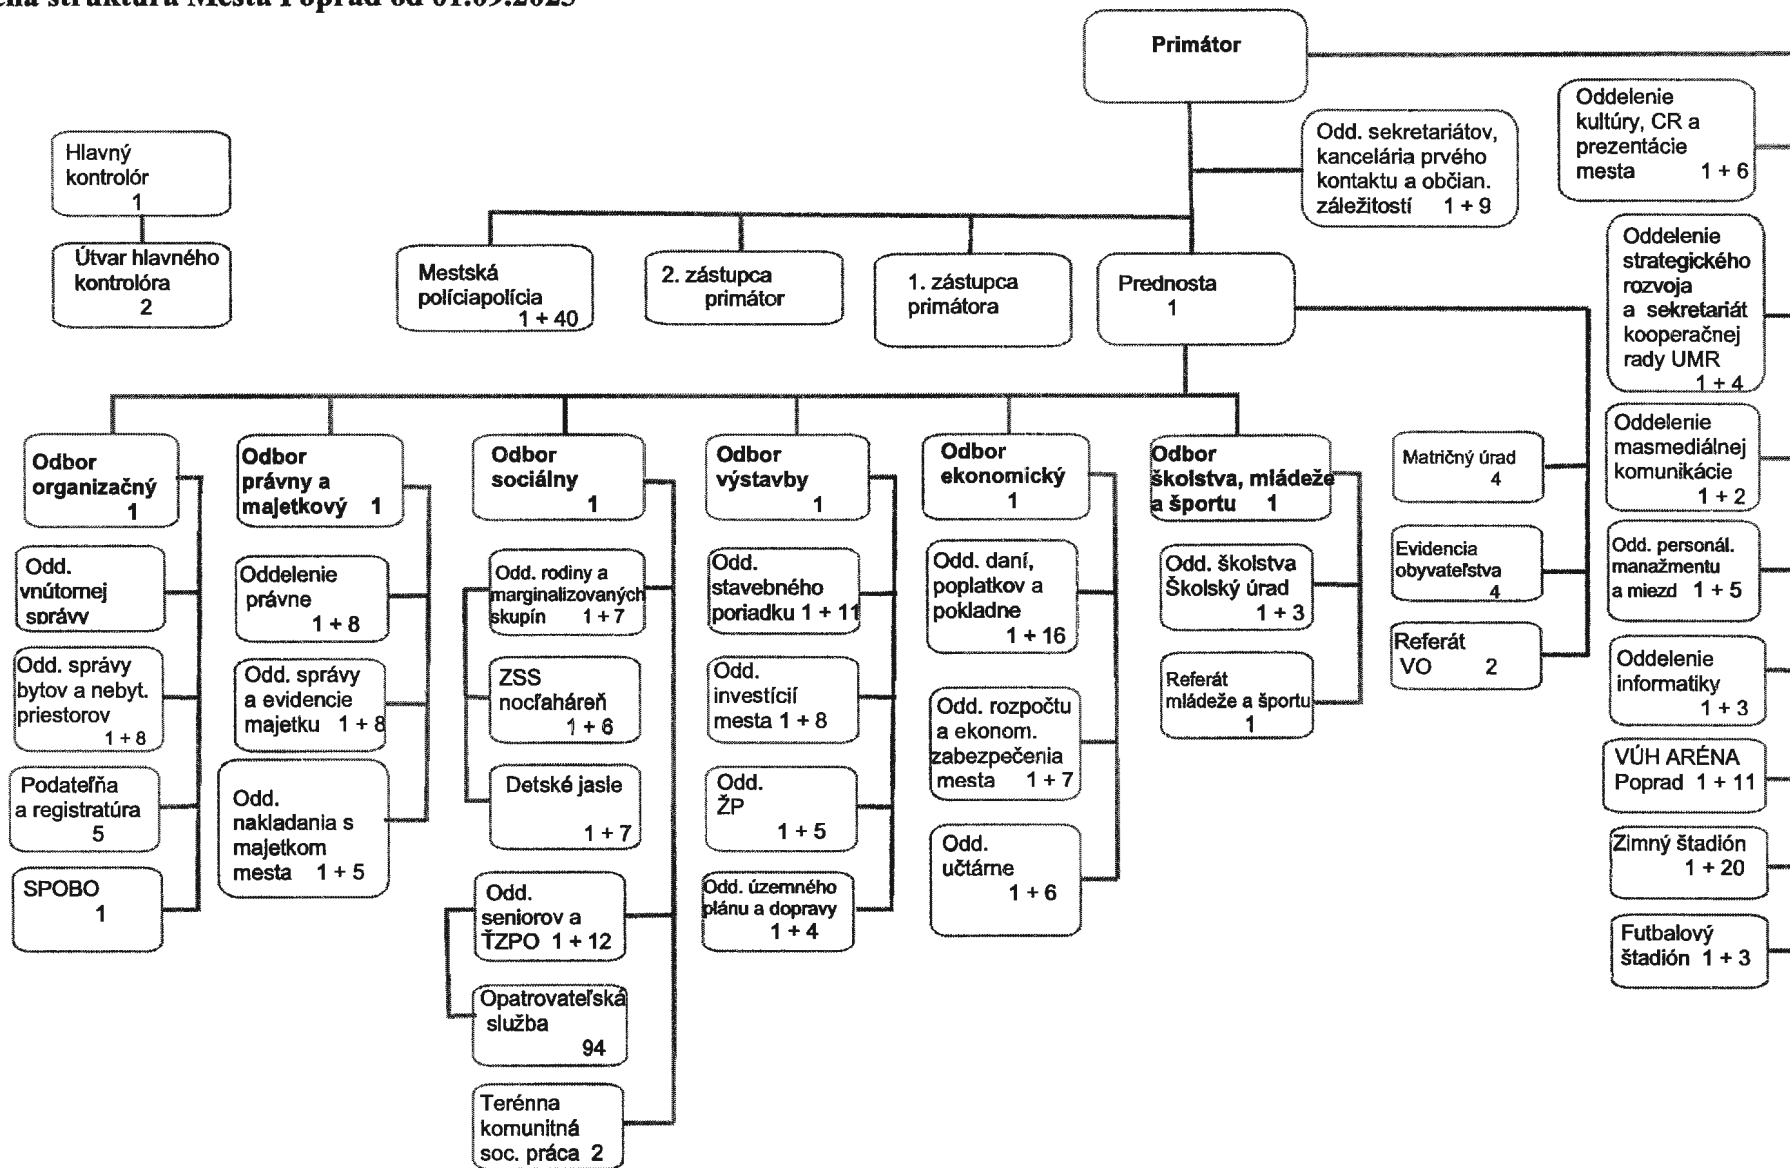 štruktúra Mesta Poprad od 01.09.2023
Primátor
Oddelenie
kultúry, CR a
prezentácie
mesta 1 + 6
Odd. sekretariátov,
kancelária prvého
kontaktu a občian.
záležitostí 1 + 9
Hlavný
kontrolór
1
Útvar hlavného
kontrolóra
2
Mestská
políciapolícia
1 + 40
2. zástupca
primátor
1. zástupca
primátora
Prednosta
1
Oddelenie
strategického
rozvoja
a sekretariát
kooperačnej
rady UMR
1 + 4
Odbor
organizačný
1
Odd.
vnútornej
správy
Odd. správy
bytov a nebyt.
priestorov
1 + 8
Podateľňa
a registratúra
5
SPOBO
1
Odbor
právny a
majetkový 1
Oddelenie
právne
1 + 8
Odd. správy
a evidencie
majetku 1 + 8
Odd.
nakladania s
majetkom
mesta 1 + 5
Odbor
sociálny
1
Odd. rodiny a
marginalizovaných
skupín 1 + 7
ZSS
nocľaháreň
1 + 6
Detské jasle
1 + 7
Odd.
seniorov a
ŤZPO 1 + 12
Opatrovateľská
služba
94
Terénna
komunitná
soc. práca 2
Odbor
výstavby
1
Odd.
stavebného
poriadku 1 + 11
Odd.
investícií
mesta 1 + 8
Odd.
ŽP
1 + 5
Odd. územného
plánu a dopravy
1 + 4
Odbor
ekonomický
1
Odd. daní,
poplatkov a
pokladne
1 + 16
Odd. rozpočtu
a ekonom.
zabezpečenia
mesta 1 + 7
Odd.
učtárne
1 + 6
Odbor
školstva, mládeže
a športu 1
Odd. školstva
Školský úrad
1 + 3
Referát
mládeže a športu
1
Matričný úrad
4
Evidencia
obyvateľstva
4
Referát
VO 2
Oddelenie
masmediálnej
komunikácie
1 + 2
Odd. personál.
manažmentu
a miezd 1 + 5
Oddelenie
informatiky
1 + 3
VÚH ARÉNA
Poprad 1 + 11
Zimný štadión
1 + 20
Futbalový
štadión 1 + 3